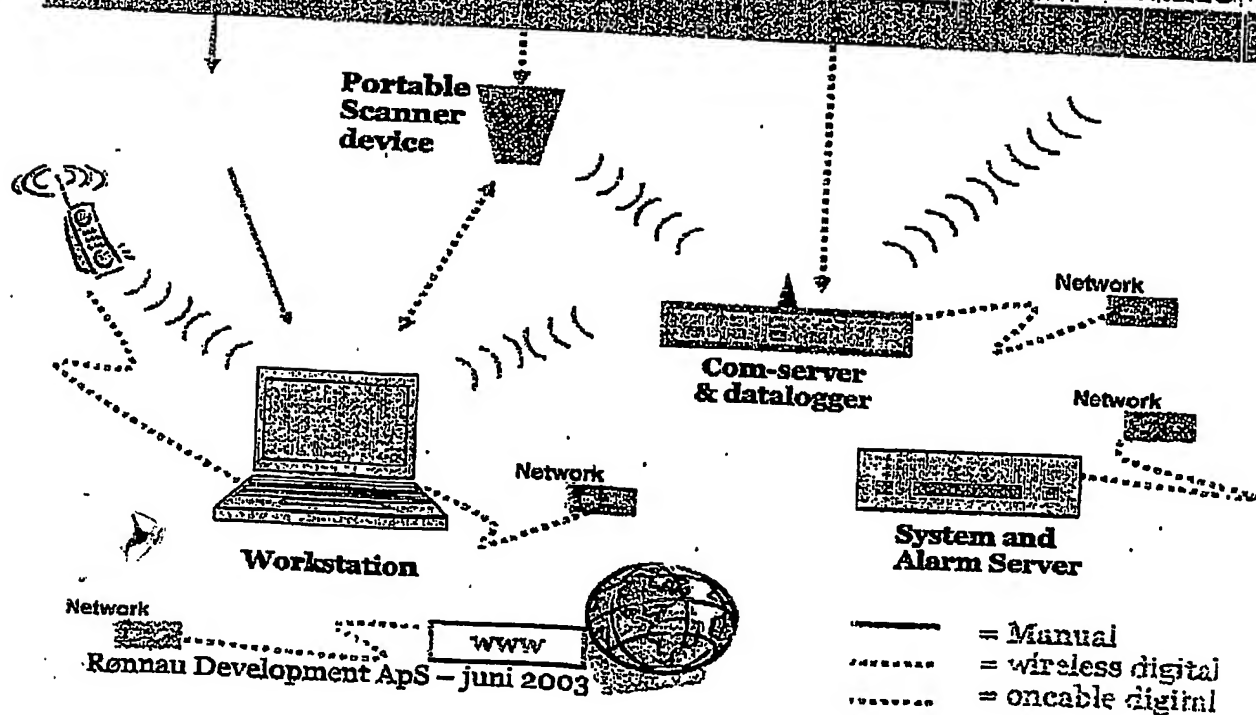 Portable
Scanner
device
Network
Com-server
& datalogger
Network
Network
System and
Alarm Server
Workstation
Network
www
Rønnau Development ApS – juni 2003
= Manual
= wireless digital
= oncable digital